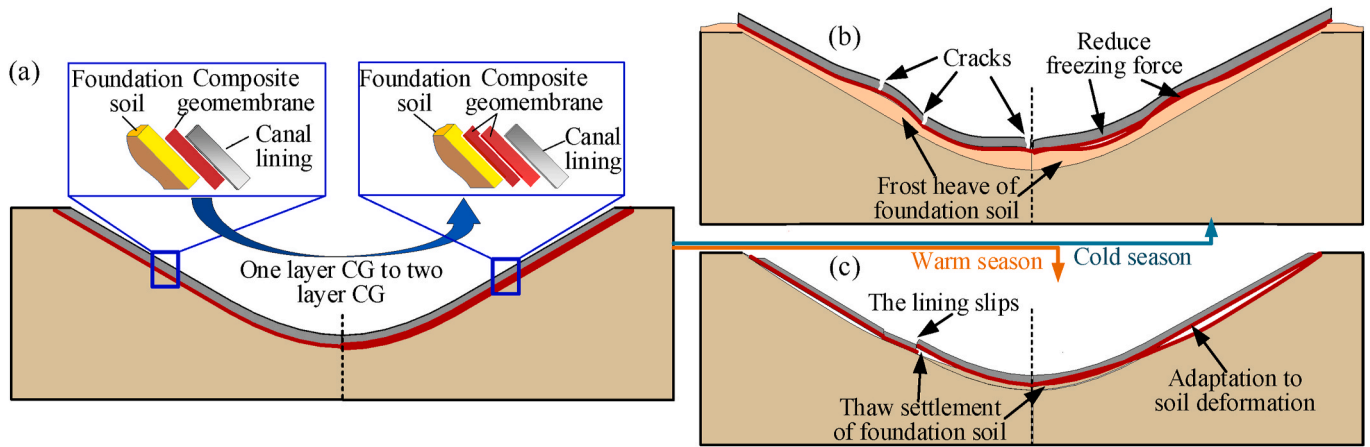 (a)
Foundation
soil
Composite
geomembrane
Canal
lining
Foundation
soil
Composite
geomembrane
Canal
lining
One layer CG to two
layer CG
(b)
Cracks
Reduce
freezing force
Frost heave of
foundation soil
Warm season
Cold season
(c)
The lining slips
Thaw settlement
of foundation soil
Adaptation to
soil deformation